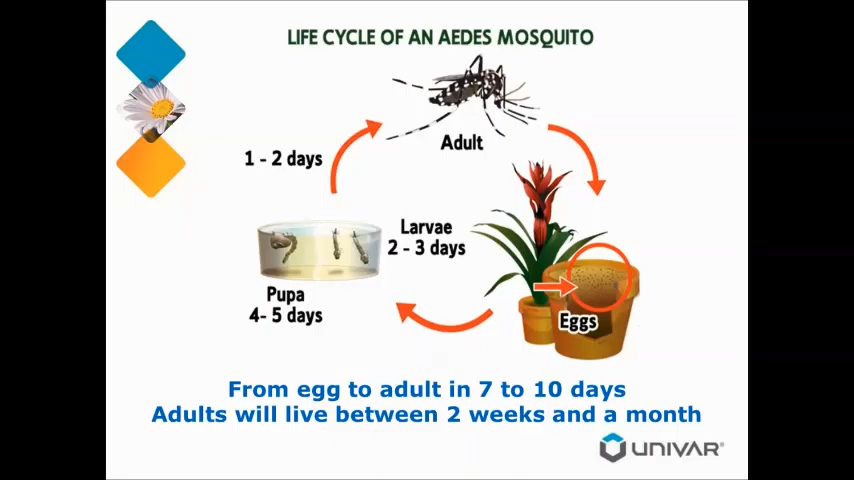 LIFE CYCLE OF AN AEDES MOSQUITO
Adult
1 - 2 days
Larvae
2 - 3 days
Pupa
4- 5 days
Eggs
From egg to adult in 7 to 10 days
Adults will live between 2 weeks and a month
UNIVAR®